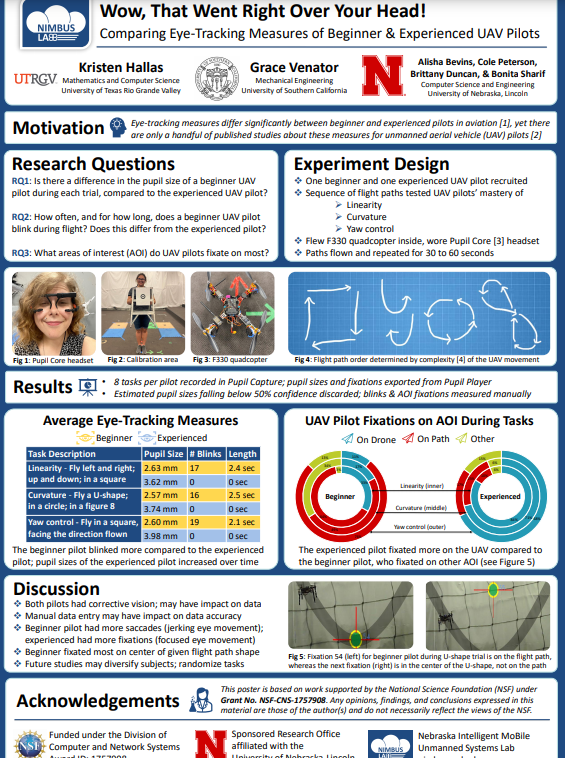 Wow, That Went Right Over Your Head!
NIMBUS
LAB
Comparing Eye-Tracking Measures of Beginner & Experienced UAV Pilots
UTRGV
Kristen Hallas
Mathematics and Computer Science
University of Texas Rio Grande Valley
Grace Venator
Mechanical Engineering
University of Southern California
N
Alisha Bevins, Cole Peterson,
Brittany Duncan, & Bonita Sharif
Computer Science and Engineering
University of Nebraska, Lincoln
Motivation
Eye-tracking measures differ significantly between beginner and experienced pilots in aviation [1], yet there
are only a handful of published studies about these measures for unmanned aerial vehicle (UAV) pilots [2]
Research Questions
RQ1: Is there a difference in the pupil size of a beginner UAV
pilot during each trial, compared to the experienced UAV pilot?
RQ2: How often, and for how long, does a beginner UAV pilot
blink during flight? Does this differ from the experienced pilot?
RQ3: What areas of interest (AOI) do UAV pilots fixate on most?
Experiment Design
❖ One beginner and one experienced UAV pilot recruited
❖ Sequence of flight paths tested UAV pilots' mastery of
➢ Linearity
➢ Curvature
➢ Yaw control
❖ Flew F330 quadcopter inside, wore Pupil Core [3] headset
❖ Paths flown and repeated for 30 to 60 seconds
Fig 1: Pupil Core headset
Fig 2: Calibration area
Fig 3: F330 quadcopter
Fig 4: Flight path order determined by complexity [4] of the UAV movement
Results
• 8 tasks per pilot recorded in Pupil Capture; pupil sizes and fixations exported from Pupil Player
• Estimated pupil sizes falling below 50% confidence discarded; blinks & AOI fixations measured manually
Average Eye-Tracking Measures
Beginner Experienced
Task Description Pupil Size # Blinks Length
Linearity - Fly left and right; 2.63 mm 17 2.4 sec
up and down; in a square 3.62 mm 0 0 sec
Curvature - Fly a U-shape; 2.57 mm 16 2.5 sec
in a circle; in a figure 8 3.74 mm 0 0 sec
Yaw control - Fly in a square, 2.60 mm 19 2.1 sec
facing the direction flown 3.98 mm 0 0 sec
The beginner pilot blinked more compared to the experienced
pilot; pupil sizes of the experienced pilot increased over time
UAV Pilot Fixations on AOI During Tasks
On Drone On Path Other
Beginner
Linearity (inner)
Curvature (middle)
Yaw control (outer)
Experienced
The experienced pilot fixated more on the UAV compared to
the beginner pilot, who fixated on other AOI (see Figure 5)
Discussion
❖ Both pilots had corrective vision; may have impact on data
❖ Manual data entry may have impact on data accuracy
❖ Beginner pilot had more saccades (jerking eye movement);
experienced had more fixations (focused eye movement)
❖ Beginner fixated most on center of given flight path shape
❖ Future studies may diversify subjects; randomize tasks
Fig 5: Fixation 54 (left) for beginner pilot during U-shape trial is on the flight path,
whereas the next fixation (right) is in the center of the U-shape, not on the path
Acknowledgements
This poster is based on work supported by the National Science Foundation (NSF) under
Grant No. NSF-CNS-1757908. Any opinions, findings, and conclusions expressed in this
material are those of the author(s) and do not necessarily reflect the views of the NSF.
NSF
Funded under the Division of
Computer and Network Systems
N
Sponsored Research Office
affiliated with the
NIMBUS
Nebraska Intelligent MoBile
Unmanned Systems Lab